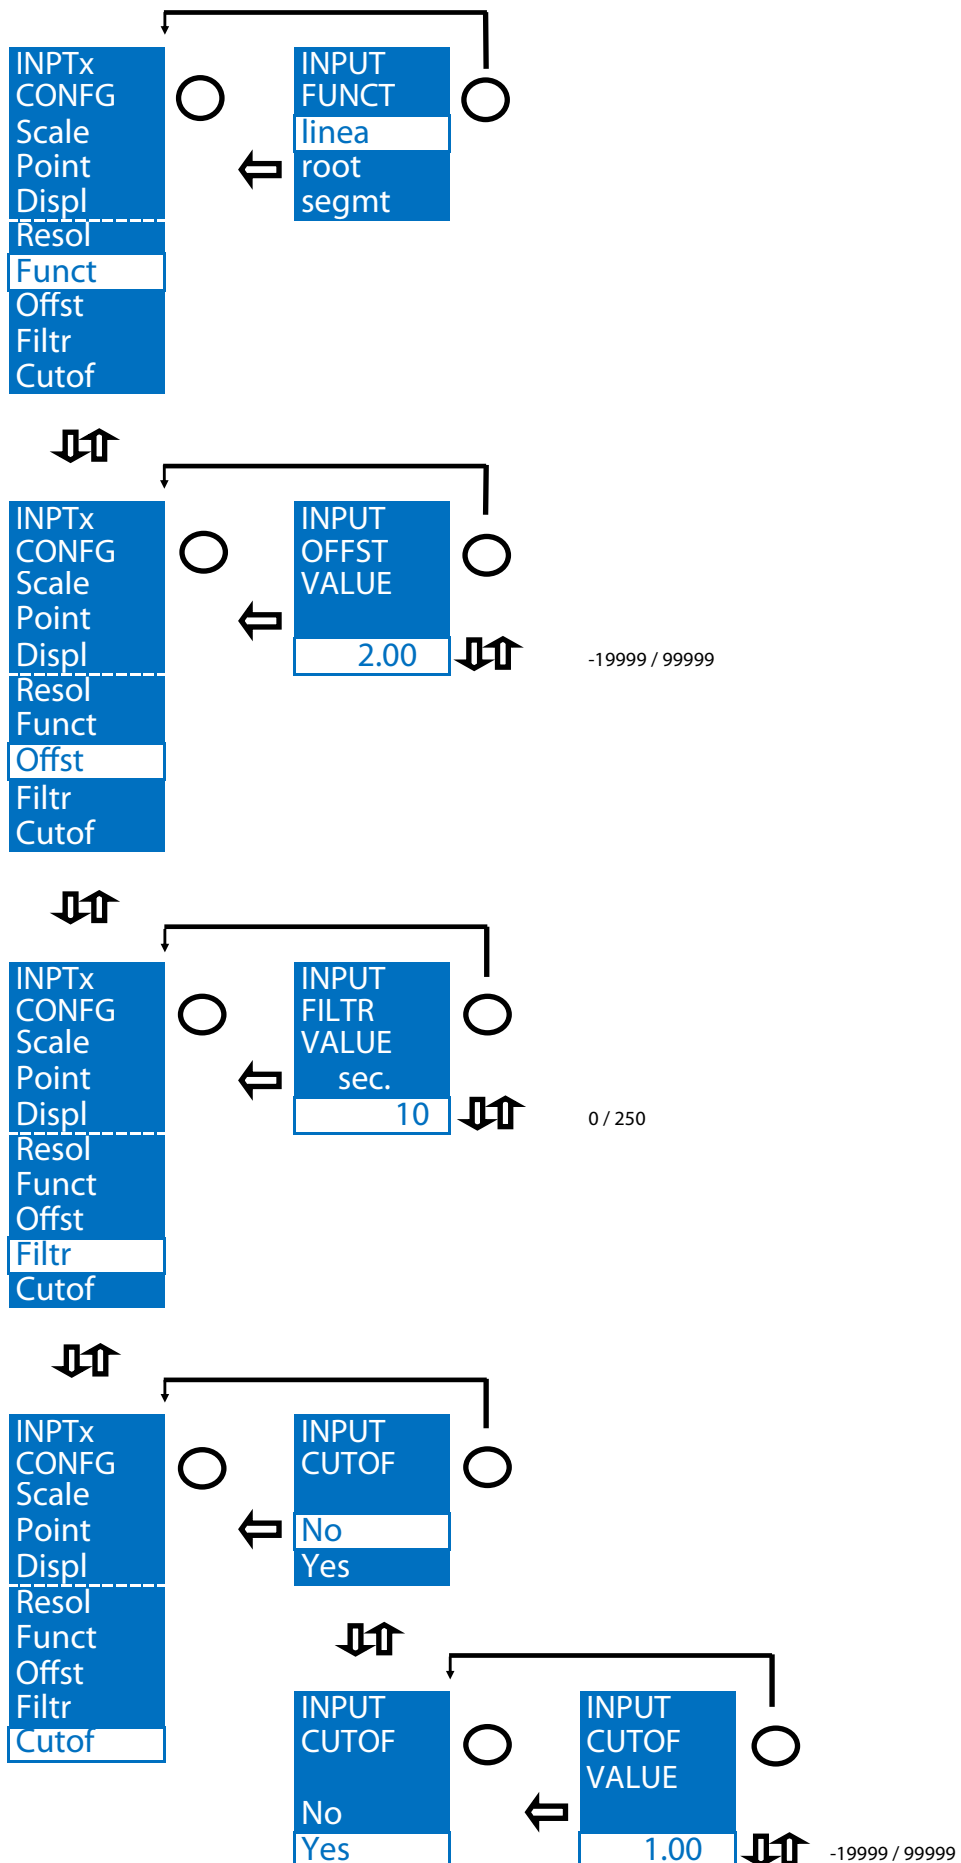 INPTx
CONFG
Scale
Point
Displ
Resol
Funct
Offst
Filtr
Cutof
INPUT
FUNCT
linea
root
segmt
INPTx
CONFG
Scale
Point
Displ
Resol
Funct
Offst
Filtr
Cutof
INPUT
OFFST
VALUE
2.00
-19999 / 99999
INPTx
CONFG
Scale
Point
Displ
Resol
Funct
Offst
Filtr
Cutof
INPUT
FILTR
VALUE
sec.
10
0 / 250
INPTx
CONFG
Scale
Point
Displ
Resol
Funct
Offst
Filtr
Cutof
INPUT
CUTOF
No
Yes
INPUT
CUTOF
No
Yes
INPUT
CUTOF
VALUE
1.00
-19999 / 99999